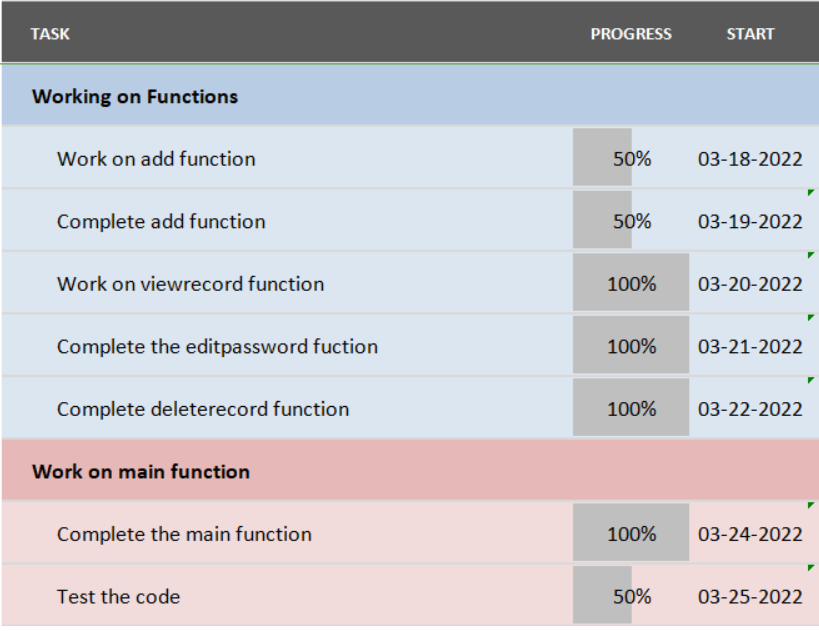 TASK PROGRESS START
Working on Functions
Work on add function 50% 03-18-2022
Complete add function 50% 03-19-2022
Work on viewrecord function 100% 03-20-2022
Complete the editpassword fuction 100% 03-21-2022
Complete deleterecord function 100% 03-22-2022
Work on main function
Complete the main function 100% 03-24-2022
Test the code 50% 03-25-2022